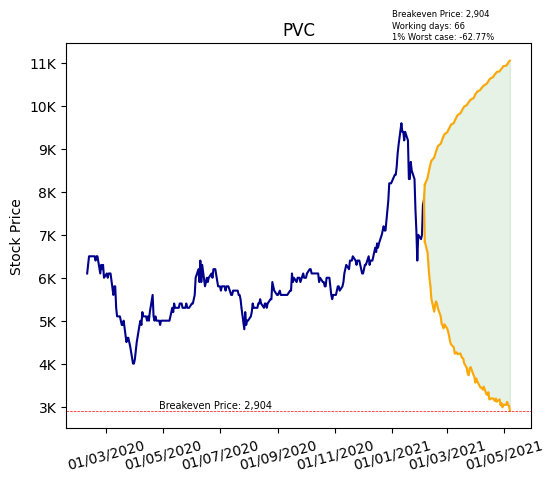 Breakeven Price: 2,904
Working days: 66
1% Worst case: -62.77%
PVC
Stock Price
11K
10K
9K
8K
7K
6K
5K
4K
3K
Breakeven Price: 2,904
01/03/2020
01/05/2020
01/07/2020
01/09/2020
01/11/2020
01/01/2021
01/03/2021
01/05/2021